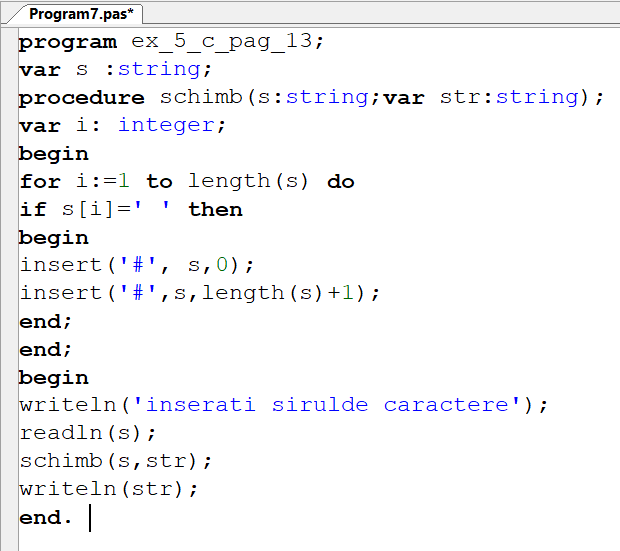 Program7.pas*
program ex_5_c_pag_13;
var s :string;
procedure schimb(s:string;var str:string);
var i: integer;
begin
for i:=1 to length(s) do
if s[i]=' ' then
begin
insert('#', s,0);
insert('#',s,length(s)+1);
end;
end;
begin
writeln('inserati sirulde caractere');
readln(s);
schimb(s,str);
writeln(str);
end.